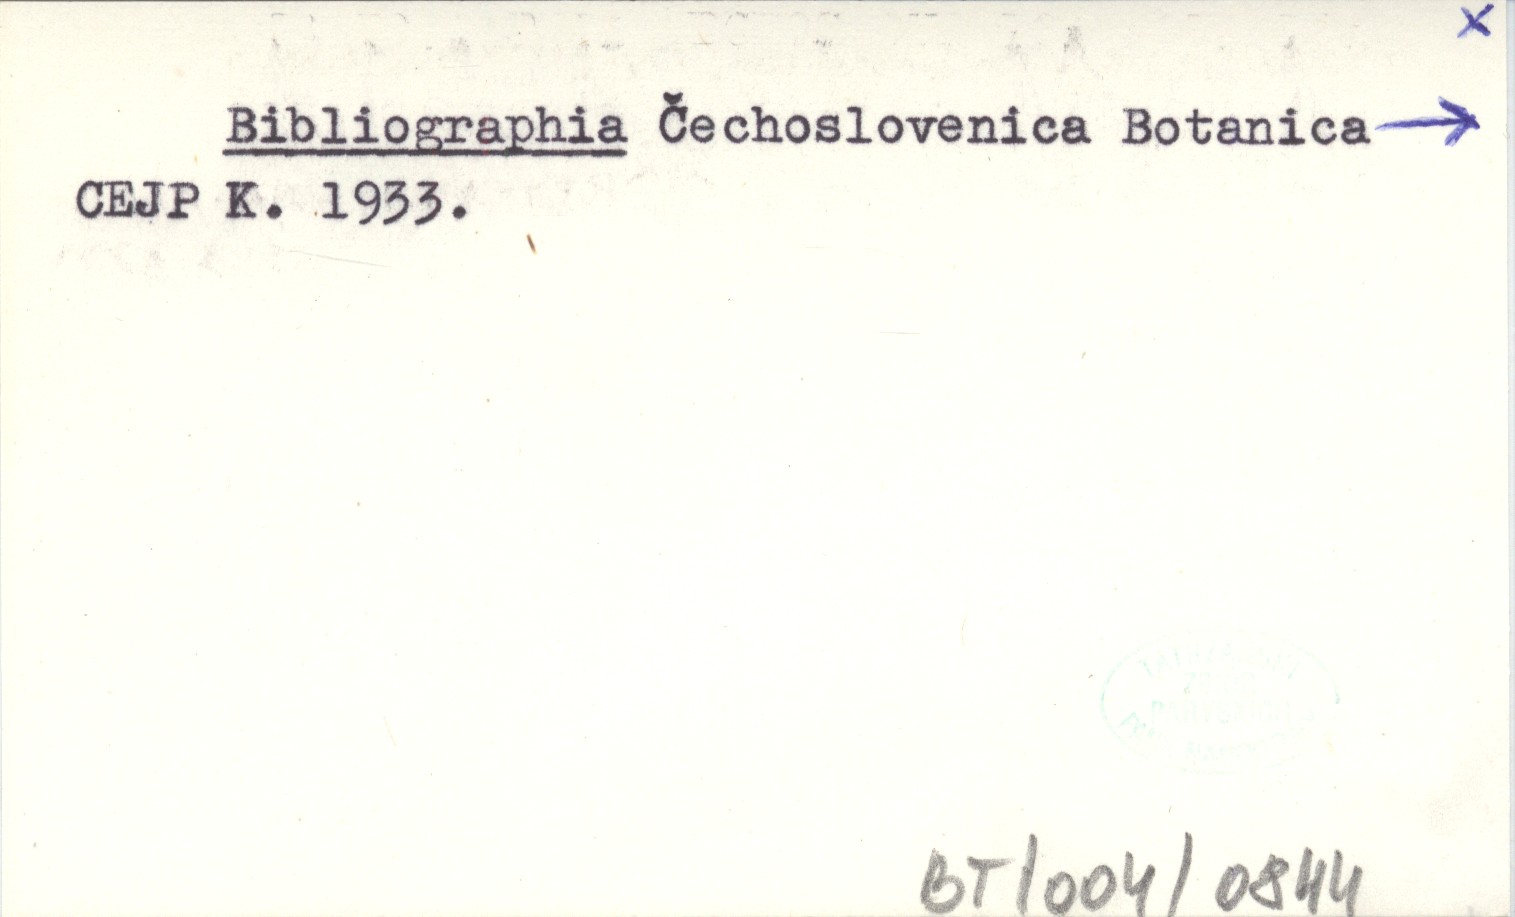 x
Bibliographia Čechoslovenica Botanica →
CEJP K. 1933.
BT/004/0844